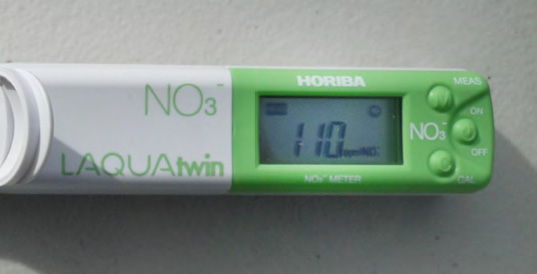 NO₃⁻
LAQUAtwin
HORIBA
110
ppmNO₃⁻
NO₃⁻ METER
NO₃⁻
MEAS
ON
OFF
CAL